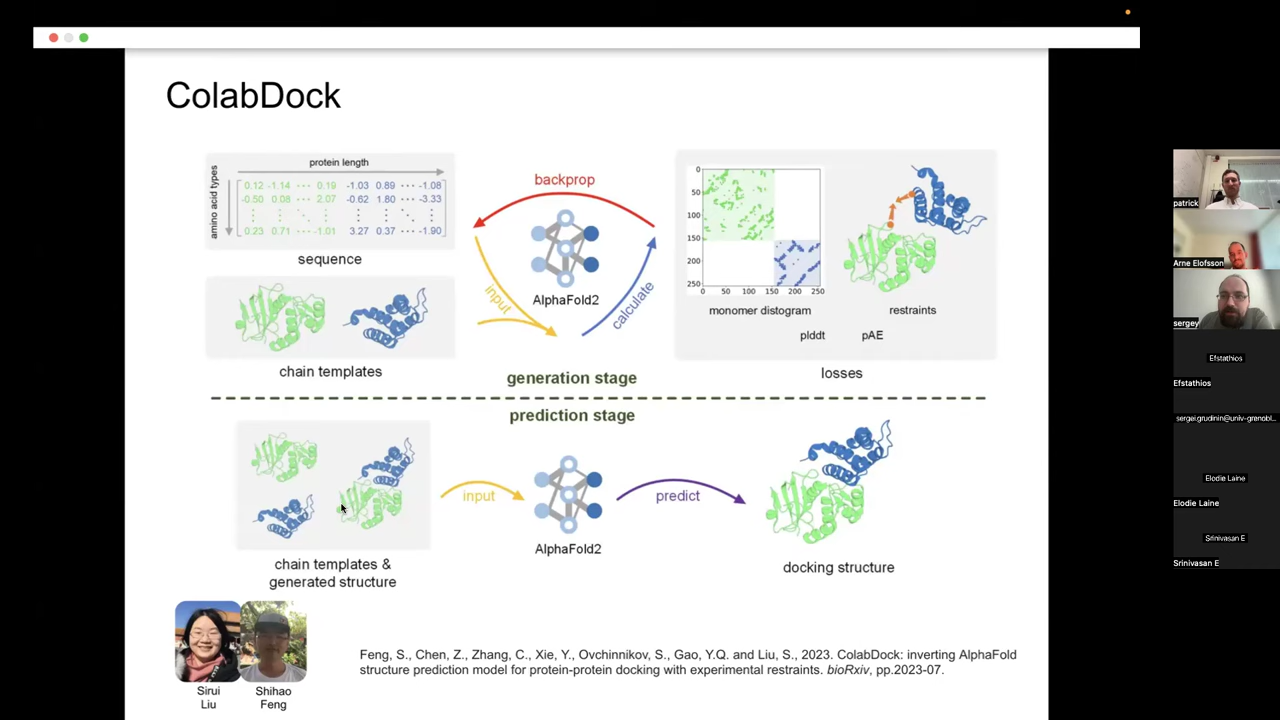 ColabDock
protein length
amino acid types
0.12 -1.14 ··· 0.19 -1.03 0.89 ··· -1.08
-0.50 0.08 ··· 2.07 -0.62 1.80 ··· -3.33
0.23 0.71 ··· -1.01 3.27 0.37 ··· -1.90
sequence
chain templates
backprop
input
AlphaFold2
calculate
0
50
100
150
200
250
0 50 100 150 200 250
monomer distogram
restraints
plddt pAE
losses
generation stage
prediction stage
chain templates &
generated structure
input
AlphaFold2
predict
docking structure
Sirui
Liu
Shihao
Feng
Feng, S., Chen, Z., Zhang, C., Xie, Y., Ovchinnikov, S., Gao, Y.Q. and Liu, S., 2023. ColabDock: inverting AlphaFold
structure prediction model for protein-protein docking with experimental restraints. bioRxiv, pp.2023-07.
patrick
Arne Elofsson
sergey
Efstathios
Efstathios
sergei.grudinin@univ-grenobl...
Elodie Laine
Elodie Laine
Srinivasan E
Srinivasan E